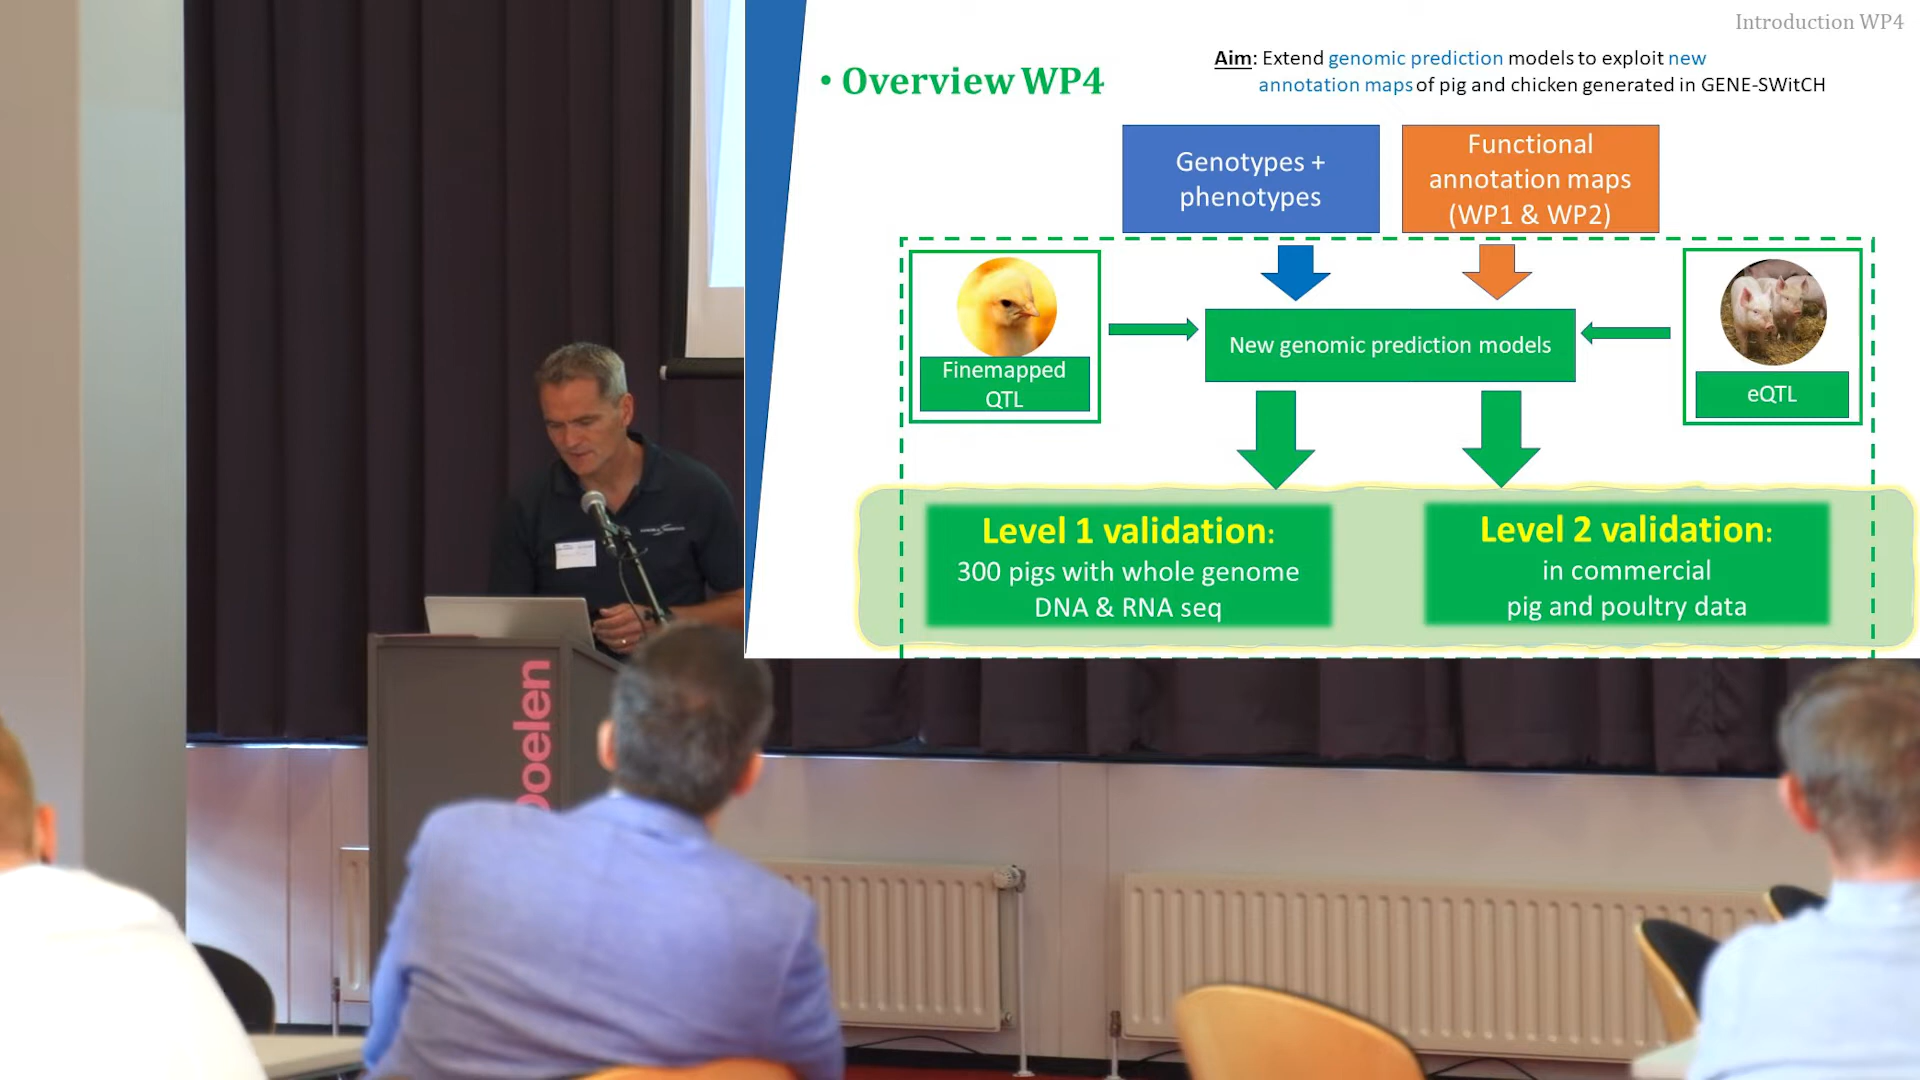 Introduction WP4
• Overview WP4
Aim: Extend genomic prediction models to exploit new
annotation maps of pig and chicken generated in GENE-SWitCH
Genotypes +
phenotypes
Functional
annotation maps
(WP1 & WP2)
Finemapped
QTL
New genomic prediction models
eQTL
Level 1 validation:
300 pigs with whole genome
DNA & RNA seq
Level 2 validation:
in commercial
pig and poultry data
Doelen